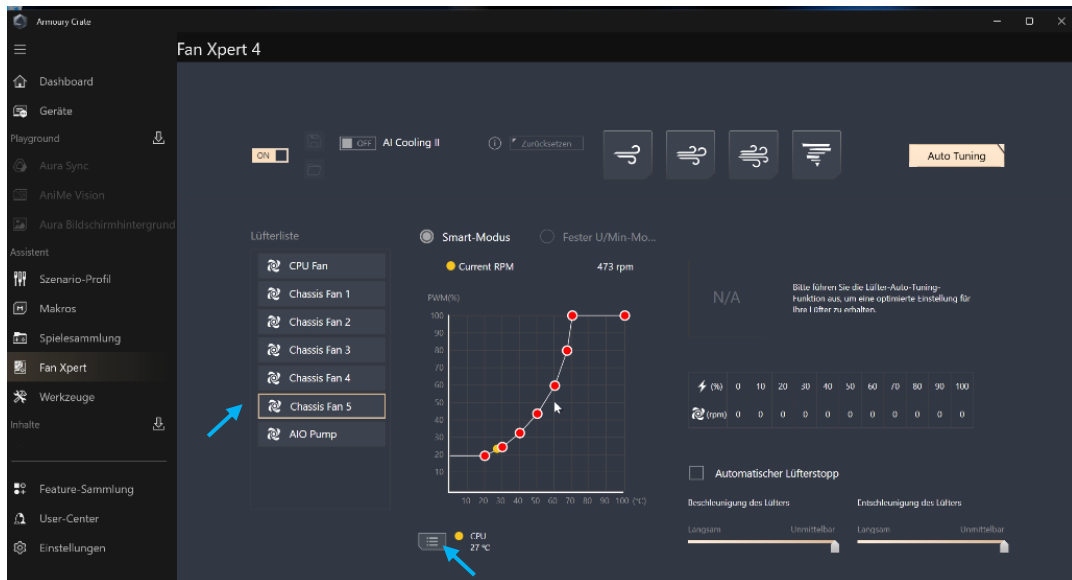 Armoury Crate
Fan Xpert 4
Dashboard
Geräte
Playground
Aura Sync
AniMe Vision
Aura Bildschirmhintergrund
Assistent
Szenario-Profil
Makros
Spielesammlung
Fan Xpert
Werkzeuge
Inhalte
Feature-Sammlung
User-Center
Einstellungen
ON
OFF AI Cooling II
Zurücksetzen
Auto Tuning
Lüfterliste
CPU Fan
Chassis Fan 1
Chassis Fan 2
Chassis Fan 3
Chassis Fan 4
Chassis Fan 5
AIO Pump
Smart-Modus Fester U/Min-Mo...
Current RPM 473 rpm
PWM(%)
100
90
80
70
60
50
40
30
20
10
10 20 30 40 50 60 70 80 90 100 (°C)
CPU
27 °C
N/A
Bitte führen Sie die Lüfter-Auto-Tuning-
Funktion aus, um eine optimierte Einstellung für
Ihre Lüfter zu erhalten.
(%) 0 10 20 30 40 50 60 70 80 90 100
(rpm) 0 0 0 0 0 0 0 0 0 0 0
Automatischer Lüfterstopp
Beschleunigung des Lüfters Entschleunigung des Lüfters
Langsam Unmittelbar Langsam Unmittelbar